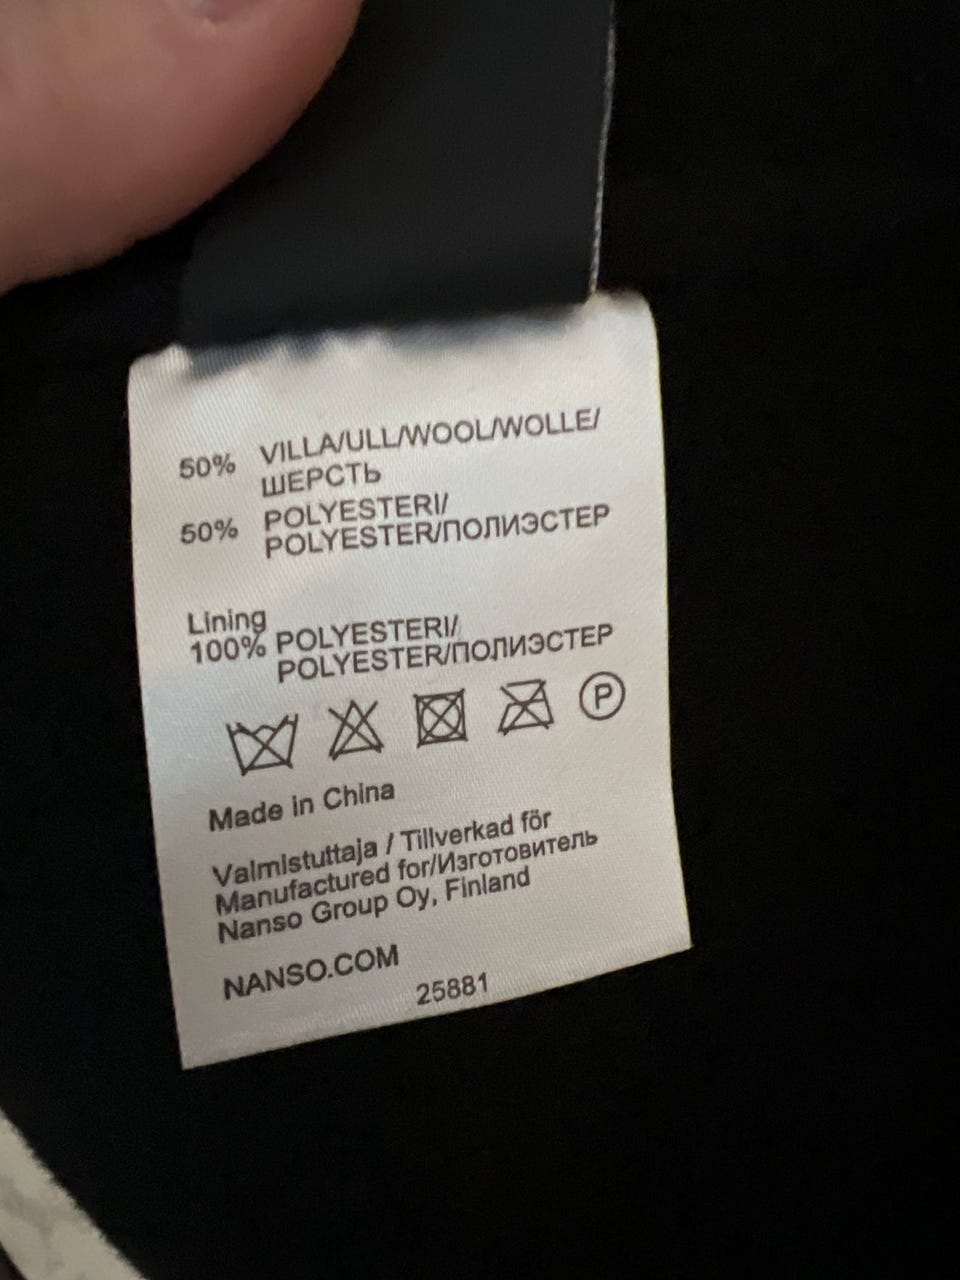 50% VILLA/ULL/WOOL/WOLLE/
ШЕРСТЬ
50% POLYESTERI/
POLYESTER/ПОЛИЭСТЕР
Lining
100% POLYESTERI/
POLYESTER/ПОЛИЭСТЕР
P
Made in China
Valmistuttaja / Tillverkad för
Manufactured for/Изготовитель
Nanso Group Oy, Finland
NANSO.COM
25881